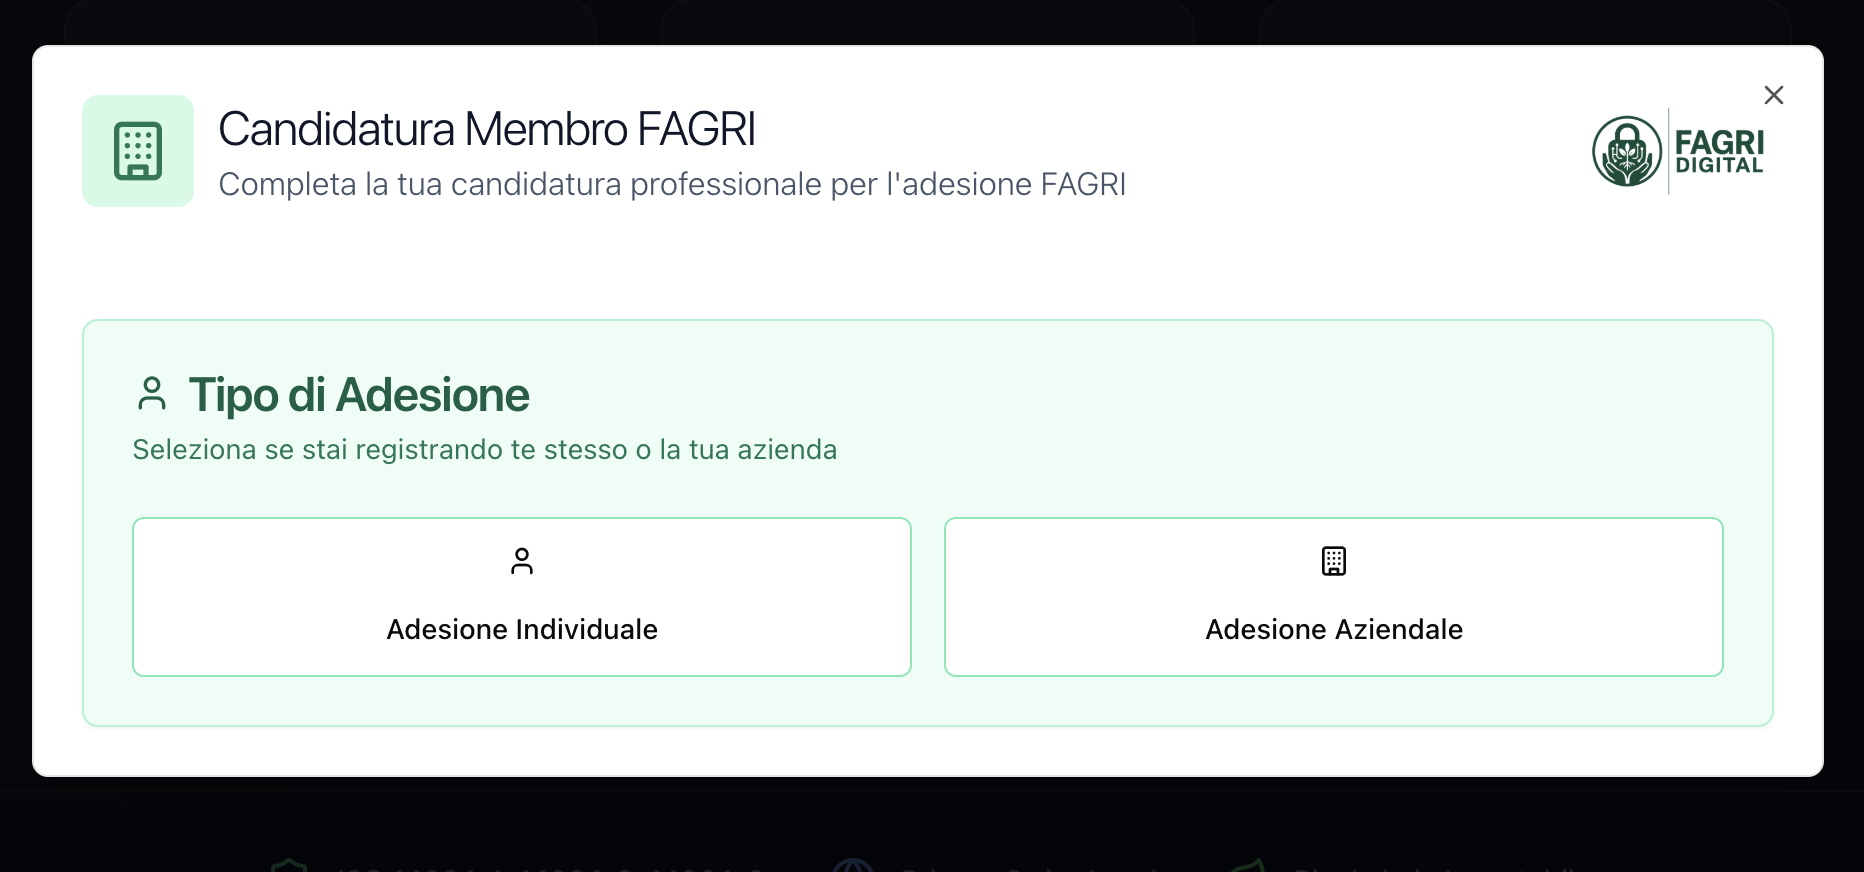 Candidatura Membro FAGRI
Completa la tua candidatura professionale per l'adesione FAGRI
FAGRI
DIGITAL
Tipo di Adesione
Seleziona se stai registrando te stesso o la tua azienda
Adesione Individuale
Adesione Aziendale